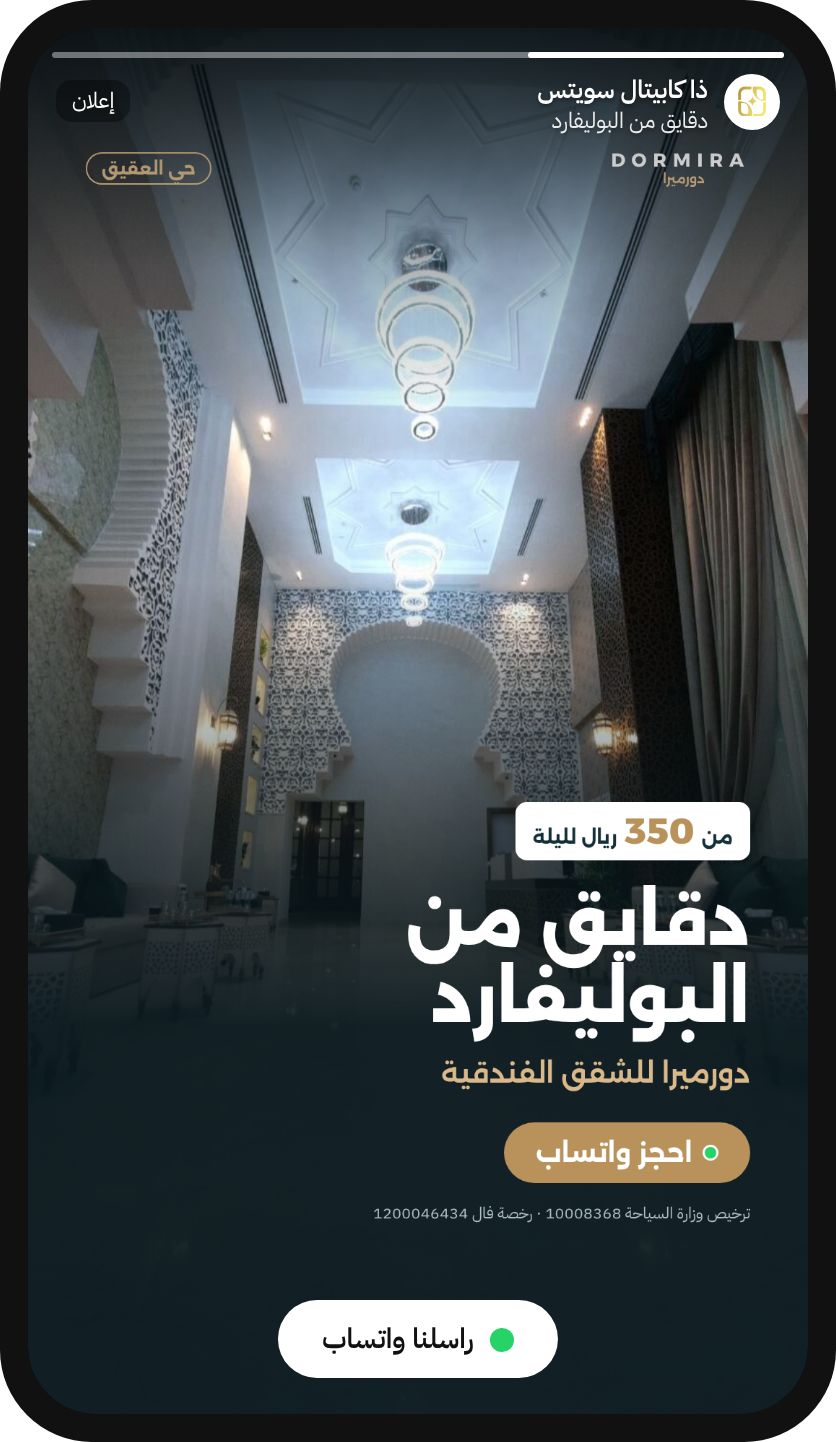 ذا كابيتال سويتس
دقايق من البوليفارد
إعلان
DORMIRA
دورميرا
حي العقيق
من 350 ريال لليلة
دقايق من
البوليفارد
دورميرا للشقق الفندقية
احجز واتساب
ترخيص وزارة السياحة 10008368 · رخصة فال 1200046434
راسلنا واتساب